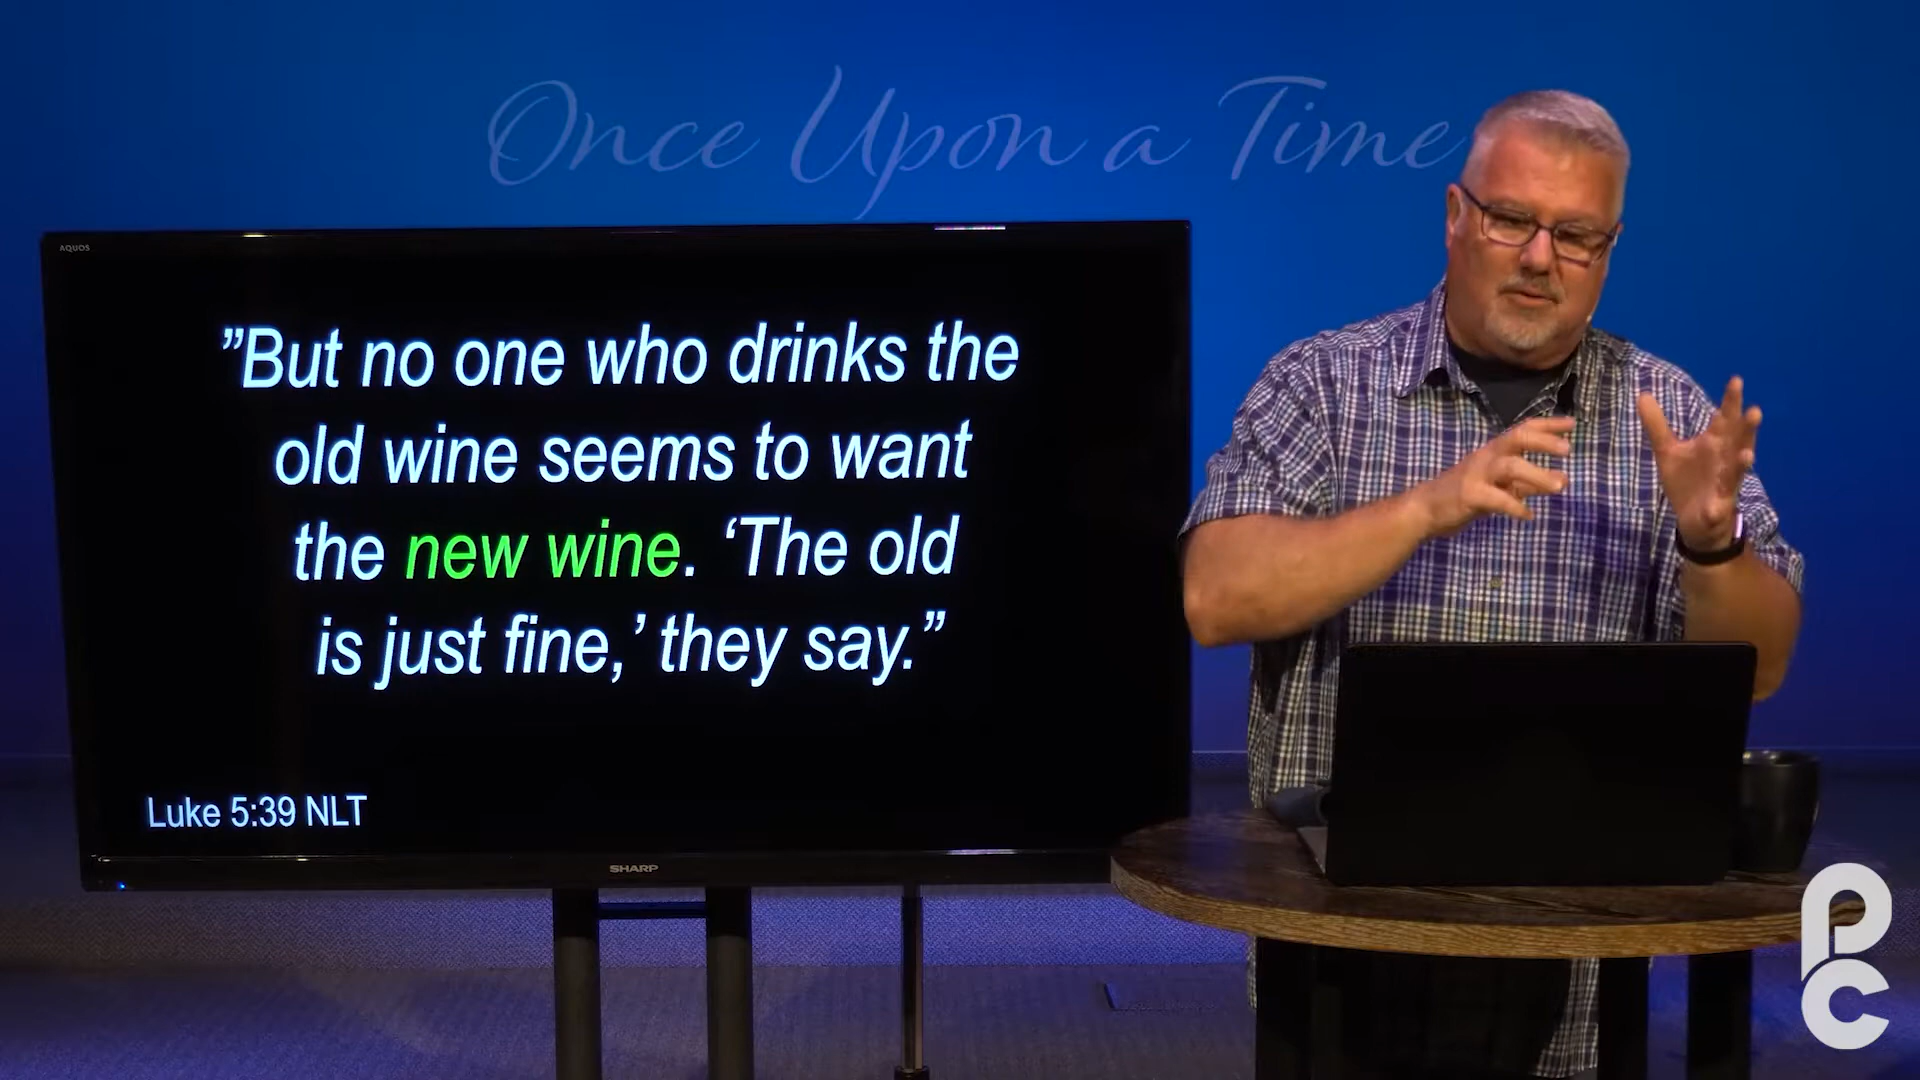 Once Upon a Time
AQUOS
”But no one who drinks the
old wine seems to want
the new wine. ‘The old
is just fine,’ they say.”
Luke 5:39 NLT
SHARP
PC